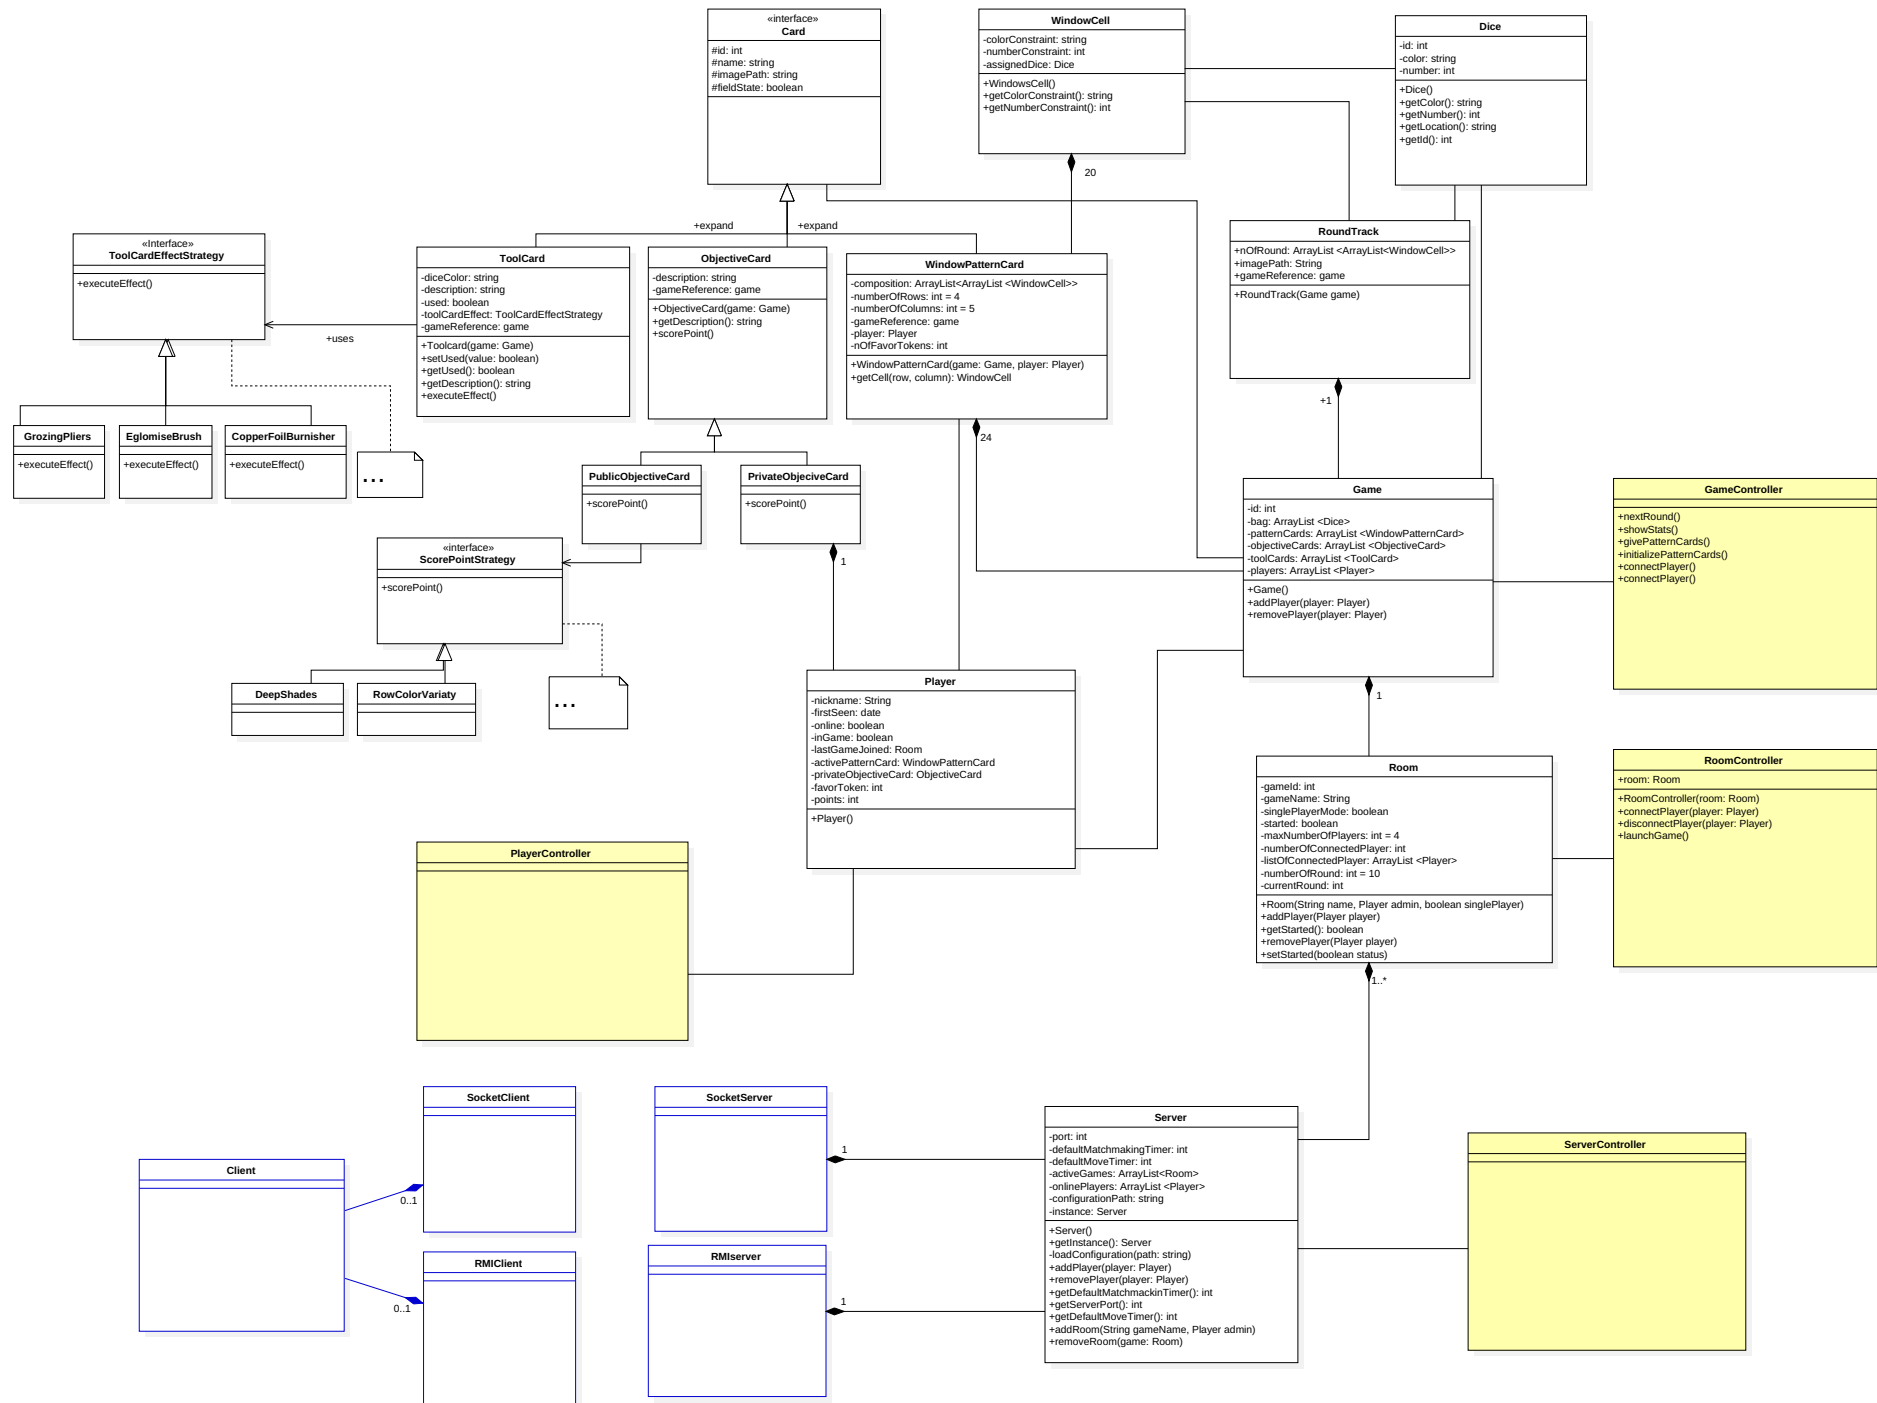 «interface»
Card
#id: int
#name: string
#imagePath: string
#fieldState: boolean
WindowCell
-colorConstraint: string
-numberConstraint: int
-assignedDice: Dice
+WindowsCell()
+getColorConstraint(): string
+getNumberConstraint(): int
20
Dice
-id: int
-color: string
-number: int
+Dice()
+getColor(): string
+getNumber(): int
+getLocation(): string
+getId(): int
+expand
+expand
«Interface»
ToolCardEffectStrategy
+executeEffect()
+uses
ToolCard
-diceColor: string
-description: string
-used: boolean
-toolCardEffect: ToolCardEffectStrategy
-gameReference: game
+Toolcard(game: Game)
+setUsed(value: boolean)
+getUsed(): boolean
+getDescription(): string
+executeEffect()
ObjectiveCard
-description: string
-gameReference: game
+ObjectiveCard(game: Game)
+getDescription(): string
+scorePoint()
WindowPatternCard
-composition: ArrayList<ArrayList <WindowCell>>
-numberOfRows: int = 4
-numberOfColumns: int = 5
-gameReference: game
-player: Player
-nOfFavorTokens: int
+WindowPatternCard(game: Game, player: Player)
+getCell(row, column): WindowCell
24
RoundTrack
+nOfRound: ArrayList <ArrayList<WindowCell>>
+imagePath: String
+gameReference: game
+RoundTrack(Game game)
+1
GrozingPliers
+executeEffect()
EglomiseBrush
+executeEffect()
CopperFoilBurnisher
+executeEffect()
...
PublicObjectiveCard
+scorePoint()
PrivateObjeciveCard
+scorePoint()
1
«interface»
ScorePointStrategy
+scorePoint()
DeepShades
RowColorVariaty
...
Game
-id: int
-bag: ArrayList <Dice>
-patternCards: ArrayList <WindowPatternCard>
-objectiveCards: ArrayList <ObjectiveCard>
-toolCards: ArrayList <ToolCard>
-players: ArrayList <Player>
+Game()
+addPlayer(player: Player)
+removePlayer(player: Player)
1
GameController
+nextRound()
+showStats()
+givePatternCards()
+initializePatternCards()
+connectPlayer()
+connectPlayer()
Player
-nickname: String
-firstSeen: date
-online: boolean
-inGame: boolean
-lastGameJoined: Room
-activePatternCard: WindowPatternCard
-privateObjectiveCard: ObjectiveCard
-favorToken: int
-points: int
+Player()
Room
-gameId: int
-gameName: String
-singlePlayerMode: boolean
-started: boolean
-maxNumberOfPlayers: int = 4
-numberOfConnectedPlayer: int
-listOfConnectedPlayer: ArrayList <Player>
-numberOfRound: int = 10
-currentRound: int
+Room(String name, Player admin, boolean singlePlayer)
+addPlayer(Player player)
+getStarted(): boolean
+removePlayer(Player player)
+setStarted(boolean status)
1..*
RoomController
+room: Room
+RoomController(room: Room)
+connectPlayer(player: Player)
+disconnectPlayer(player: Player)
+launchGame()
PlayerController
SocketClient
SocketServer
1
Client
0..1
0..1
RMIClient
RMIserver
1
Server
-port: int
-defaultMatchmakingTimer: int
-defaultMoveTimer: int
-activeGames: ArrayList<Room>
-onlinePlayers: ArrayList <Player>
-configurationPath: string
-instance: Server
+Server()
+getInstance(): Server
-loadConfiguration(path: string)
+addPlayer(player: Player)
+removePlayer(player: Player)
+getDefaultMatchmackinTimer(): int
+getServerPort(): int
+getDefaultMoveTimer(): int
+addRoom(String gameName, Player admin)
+removeRoom(game: Room)
ServerController